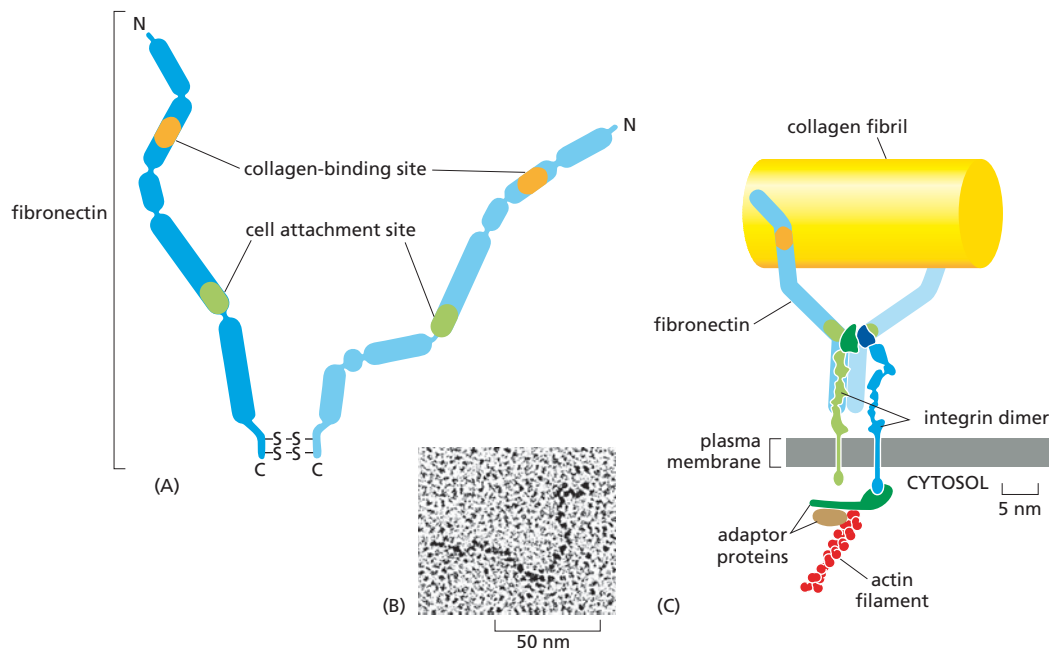 N
N
collagen-binding site
fibronectin
cell attachment site
S S
S S
C C
(A)
(B)
50 nm
collagen fibril
fibronectin
integrin dimer
plasma
membrane
CYTOSOL
5 nm
adaptor
proteins
actin
filament
(C)